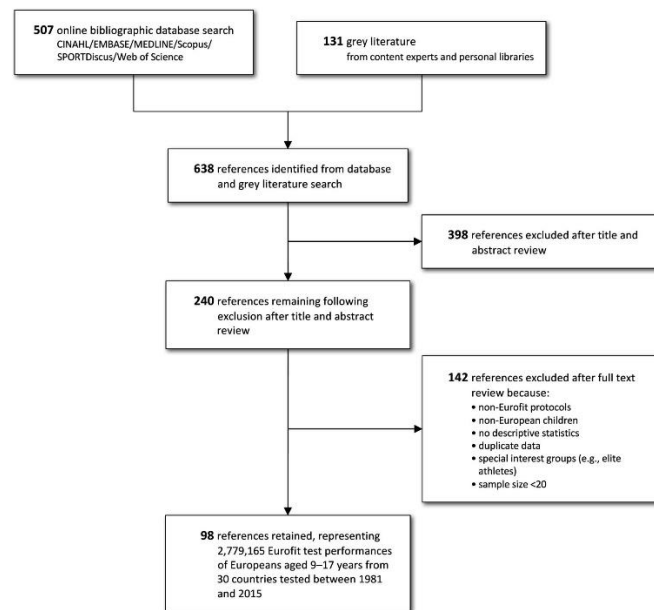 507 online bibliographic database search
CINAHL/EMBASE/MEDLINE/Scopus/
SPORTDiscus/Web of Science
131 grey literature
from content experts and personal libraries
638 references identified from database
and grey literature search
398 references excluded after title and
abstract review
240 references remaining following
exclusion after title and abstract
review
142 references excluded after full text
review because:
• non-Eurofit protocols
• non-European children
• no descriptive statistics
• duplicate data
• special interest groups (e.g., elite
athletes)
• sample size <20
98 references retained, representing
2,779,165 Eurofit test performances
of Europeans aged 9–17 years from
30 countries tested between 1981
and 2015